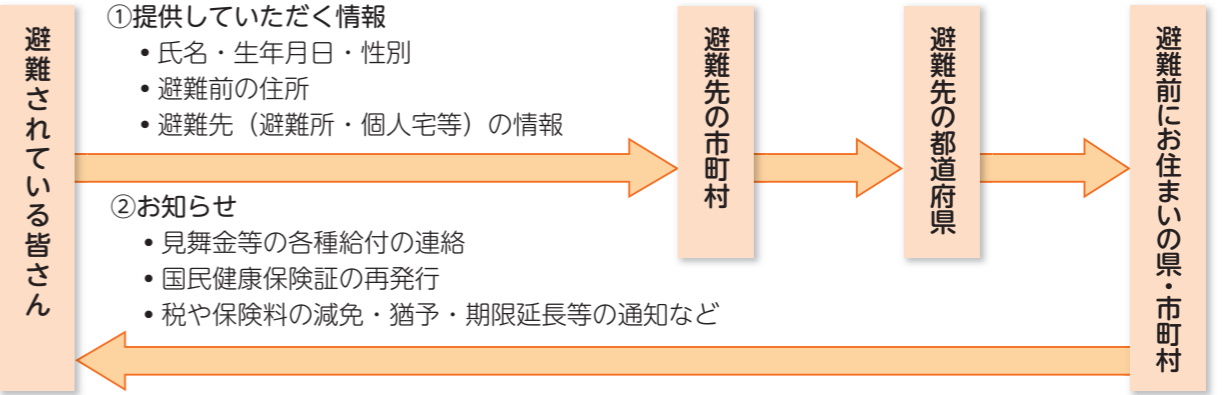 避難されている皆さん
①提供していただく情報
•氏名・生年月日・性別
•避難前の住所
•避難先（避難所・個人宅等）の情報
②お知らせ
•見舞金等の各種給付の連絡
•国民健康保険証の再発行
•税や保険料の減免・猶予・期限延長等の通知など
避難先の市町村
避難先の都道府県
避難前にお住まいの県・市町村